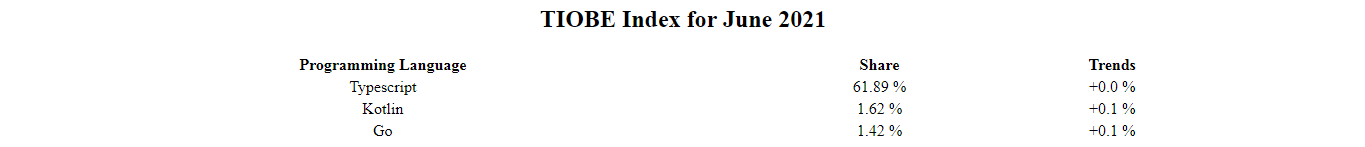 TIOBE Index for June 2021
Programming Language Share Trends
Typescript 61.89 % +0.0 %
Kotlin 1.62 % +0.1 %
Go 1.42 % +0.1 %